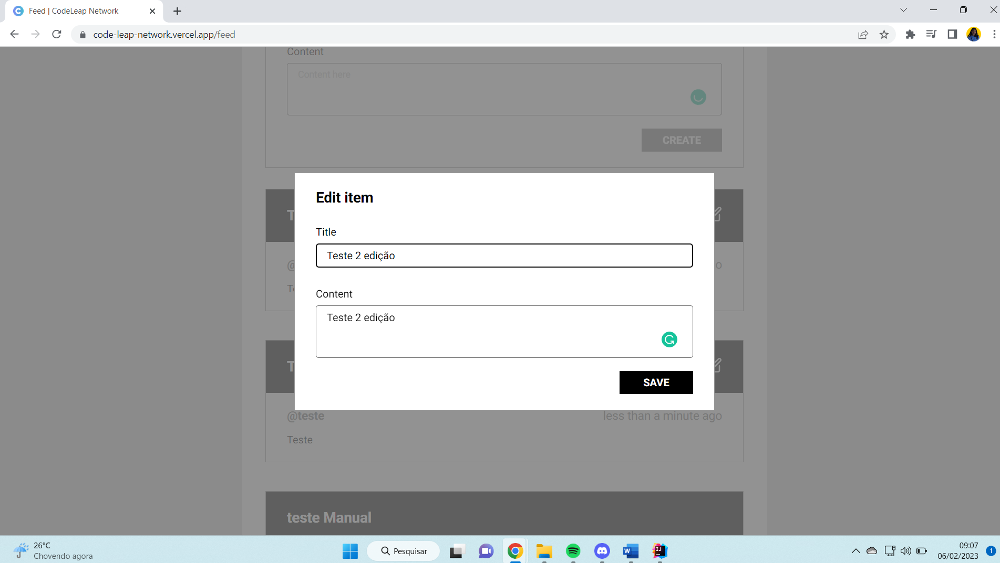 Feed | CodeLeap Network
code-leap-network.vercel.app/feed
Content
Content here
CREATE
Edit item
Title
Teste 2 edição
Content
Teste 2 edição
SAVE
@teste
less than a minute ago
Teste
teste Manual
26°C
Chovendo agora
Pesquisar
09:07
06/02/2023
1